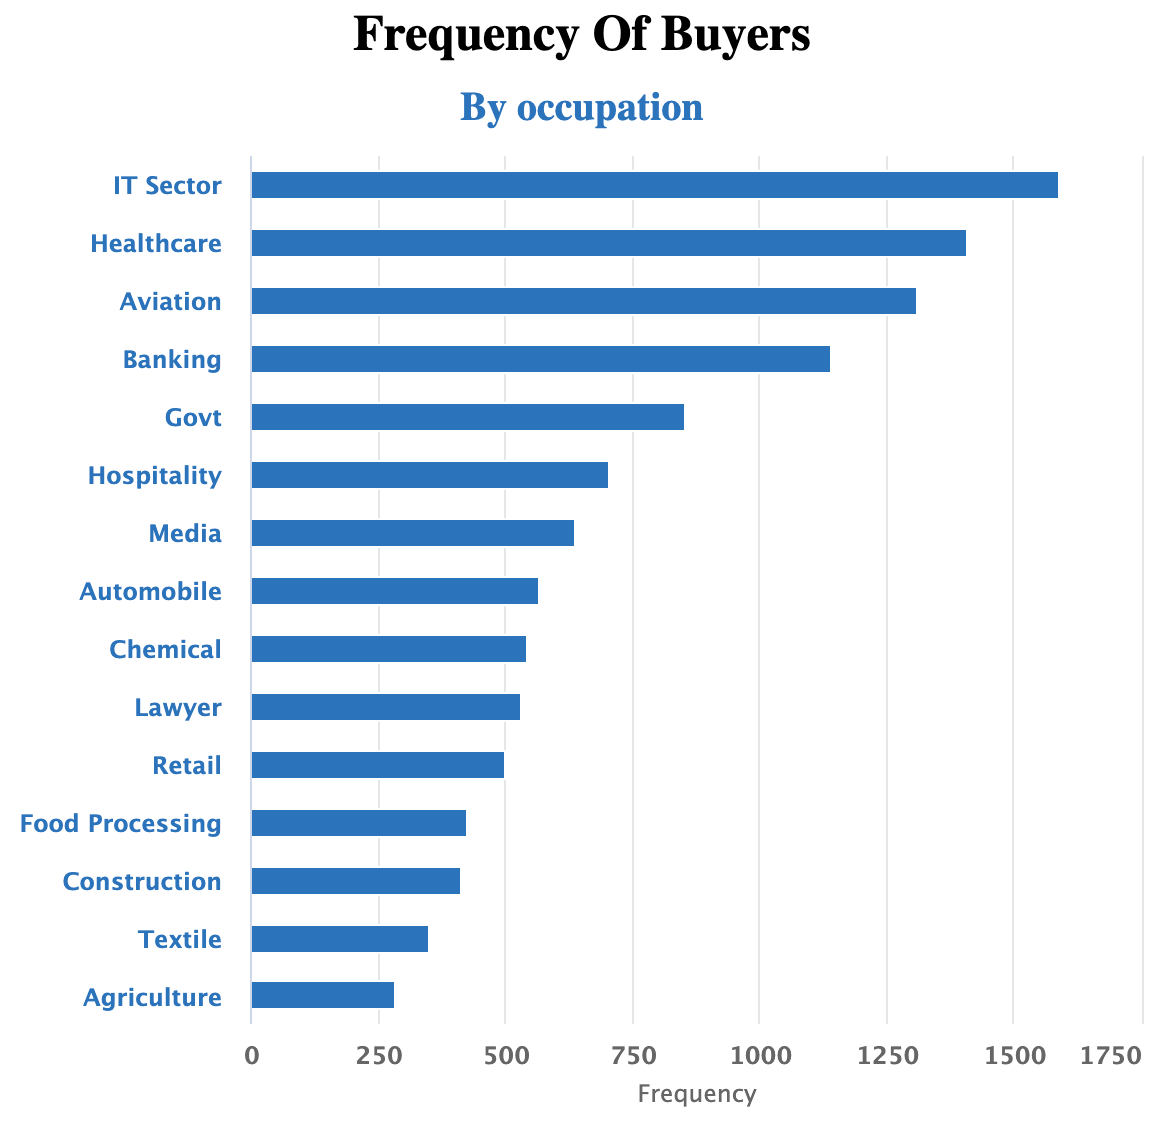 Frequency Of Buyers
By occupation
IT Sector
Healthcare
Aviation
Banking
Govt
Hospitality
Media
Automobile
Chemical
Lawyer
Retail
Food Processing
Construction
Textile
Agriculture
0 250 500 750 1000 1250 1500 1750
Frequency